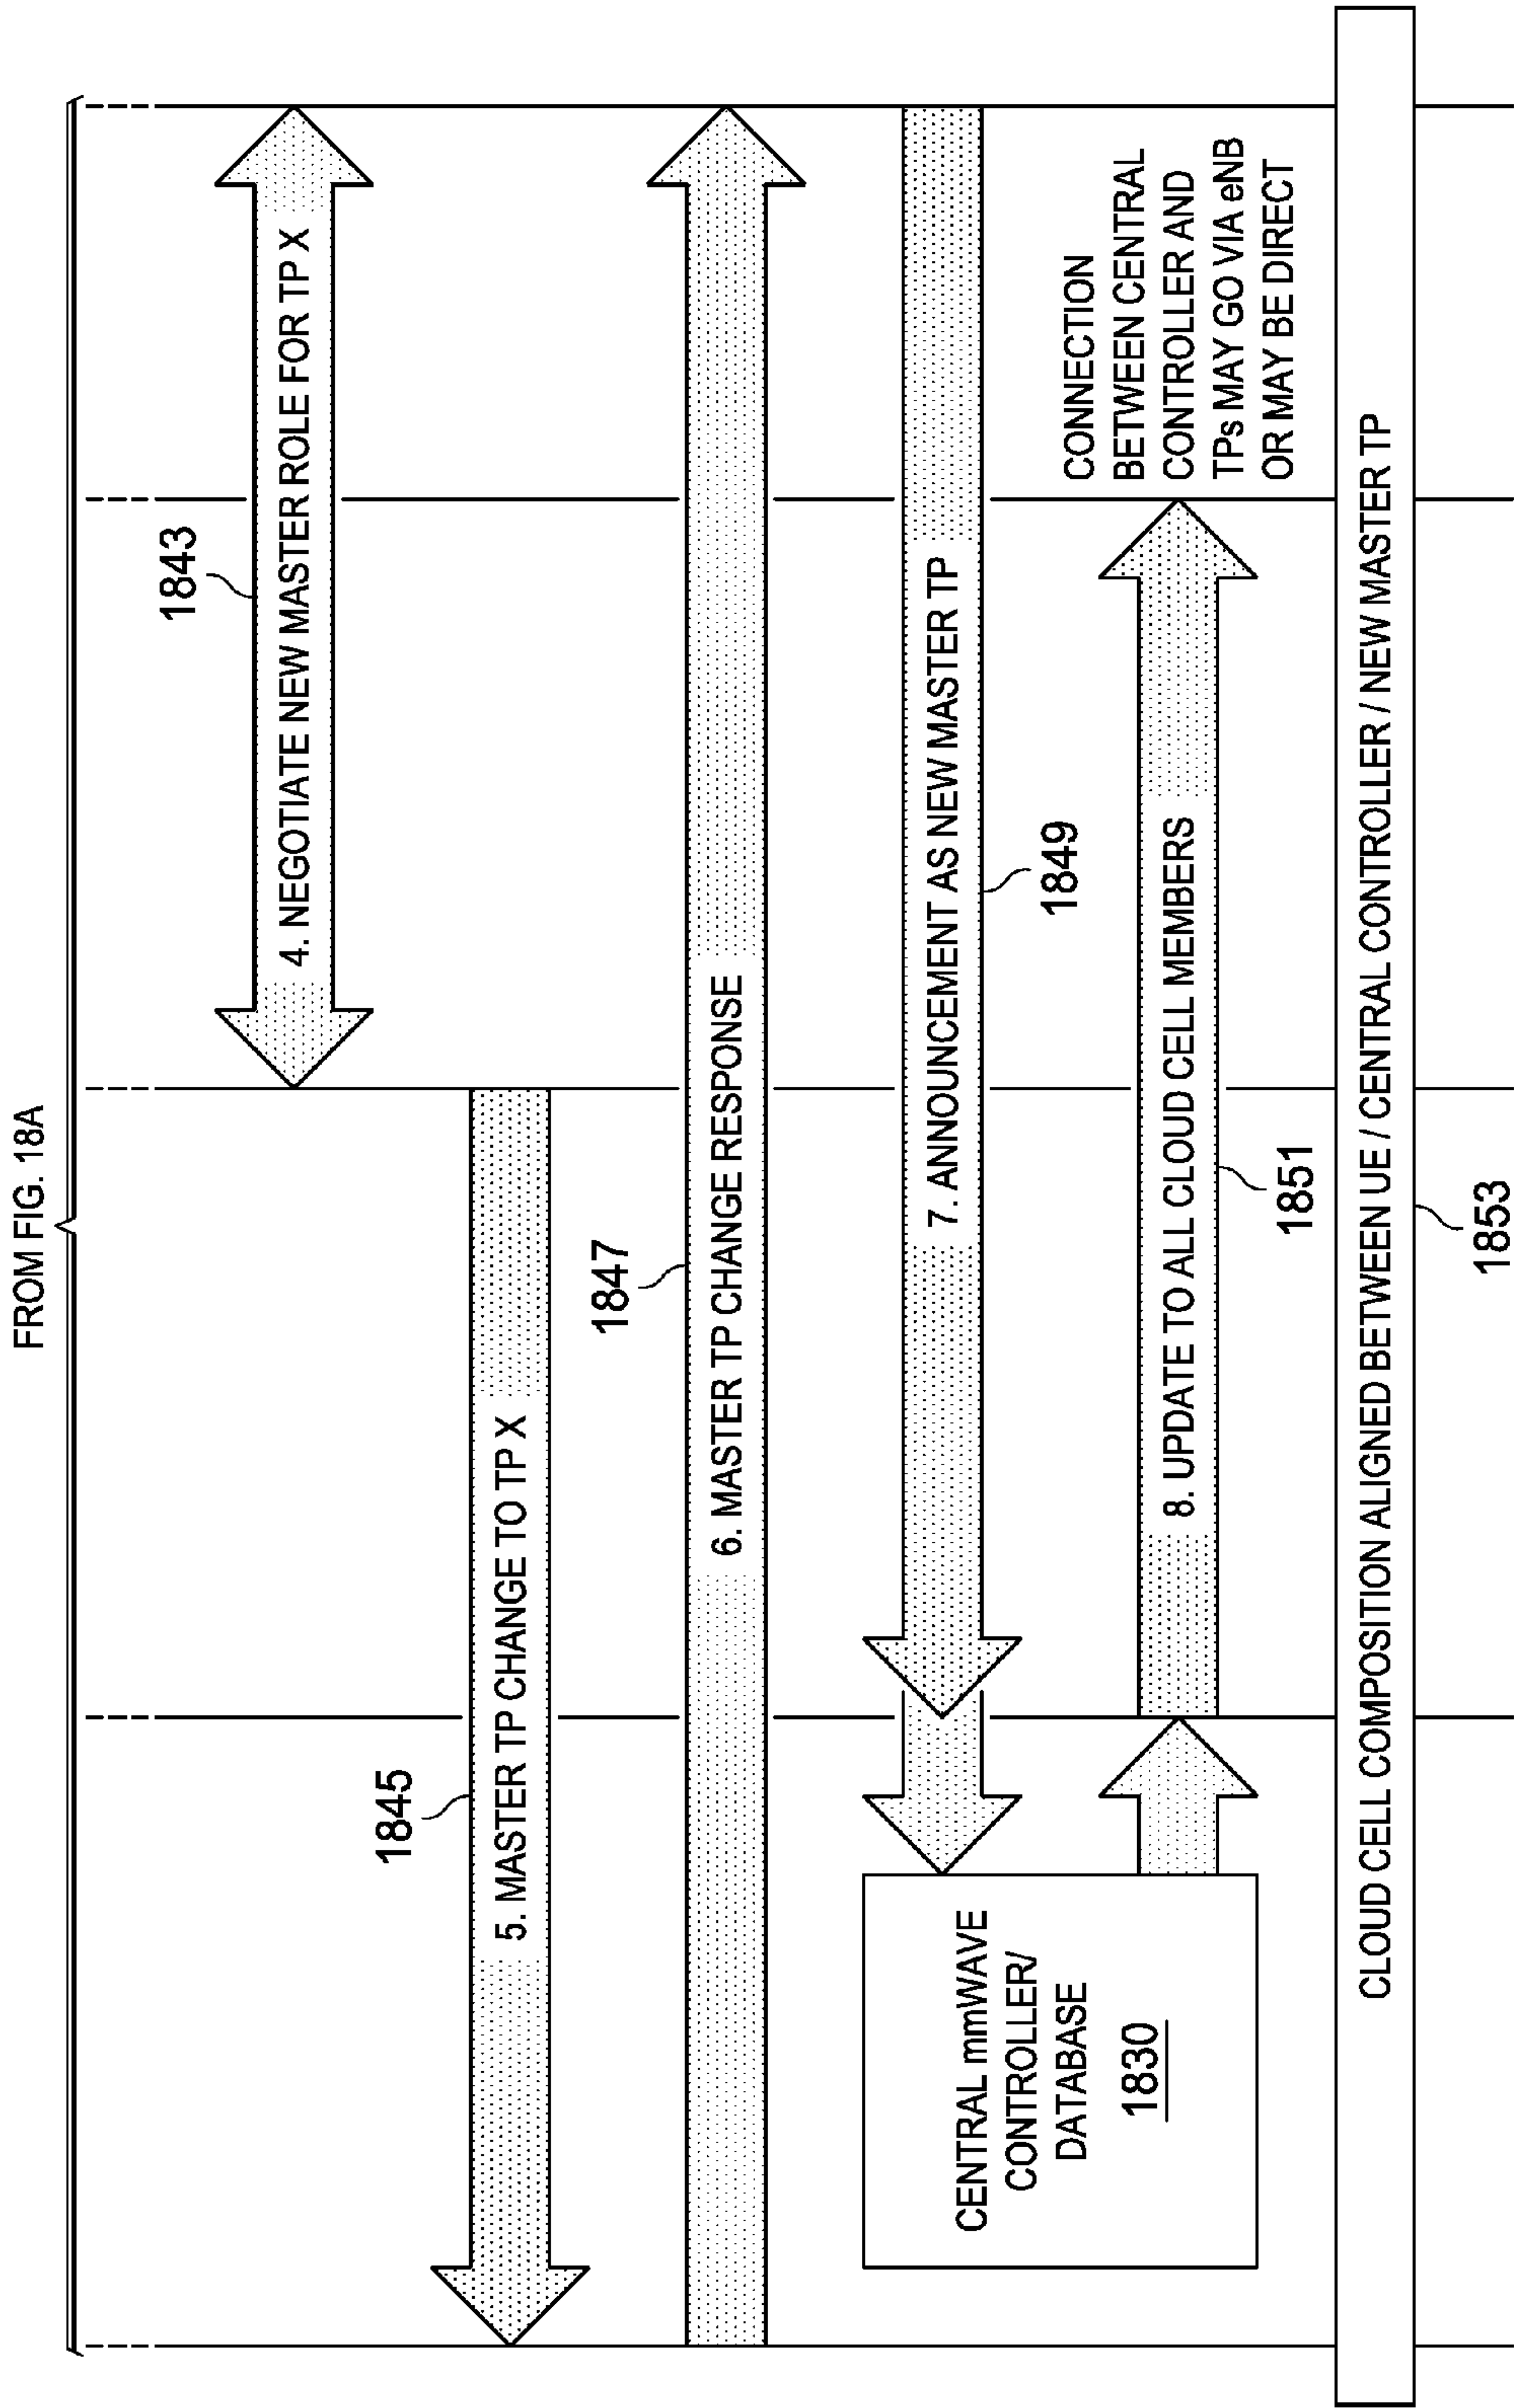 FROM FIG. 18A
1843
4. NEGOTIATE NEW MASTER ROLE FOR TP X
1845
5. MASTER TP CHANGE TO TP X
1847
6. MASTER TP CHANGE RESPONSE
7. ANNOUNCEMENT AS NEW MASTER TP
1849
CENTRAL mmWAVE
CONTROLLER/
DATABASE
1830
8. UPDATE TO ALL CLOUD CELL MEMBERS
1851
CONNECTION
BETWEEN CENTRAL
CONTROLLER AND
TPs MAY GO VIA eNB
OR MAY BE DIRECT
CLOUD CELL COMPOSITION ALIGNED BETWEEN UE / CENTRAL CONTROLLER / NEW MASTER TP
1853